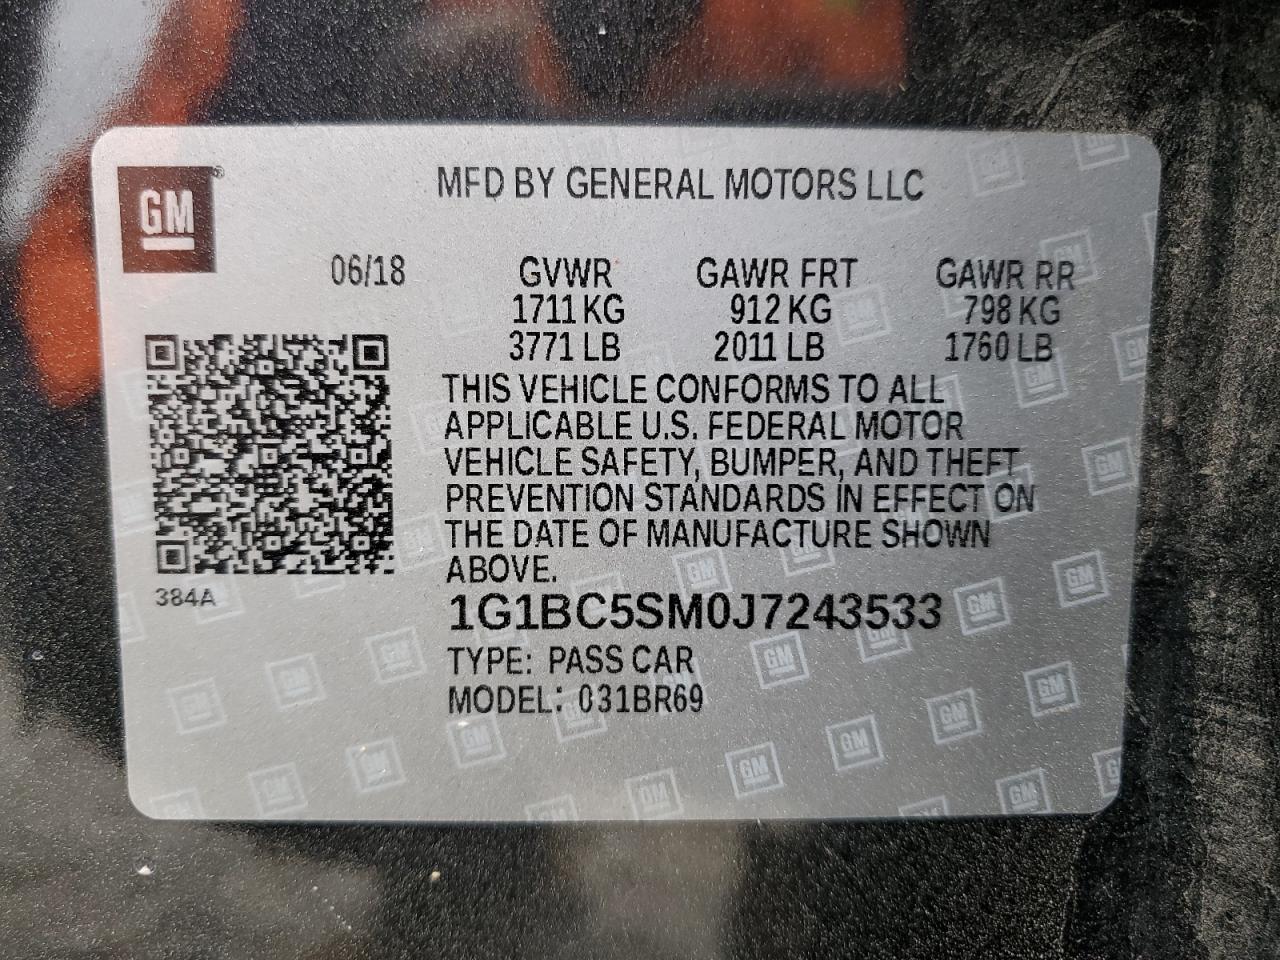 GM®
MFD BY GENERAL MOTORS LLC
06/18 GVWR GAWR FRT GAWR RR
1711 KG 912 KG 798 KG
3771 LB 2011 LB 1760 LB
THIS VEHICLE CONFORMS TO ALL
APPLICABLE U.S. FEDERAL MOTOR
VEHICLE SAFETY, BUMPER, AND THEFT
PREVENTION STANDARDS IN EFFECT ON
THE DATE OF MANUFACTURE SHOWN
ABOVE.
384A
1G1BC5SM0J7243533
TYPE: PASS CAR
MODEL: 031BR69